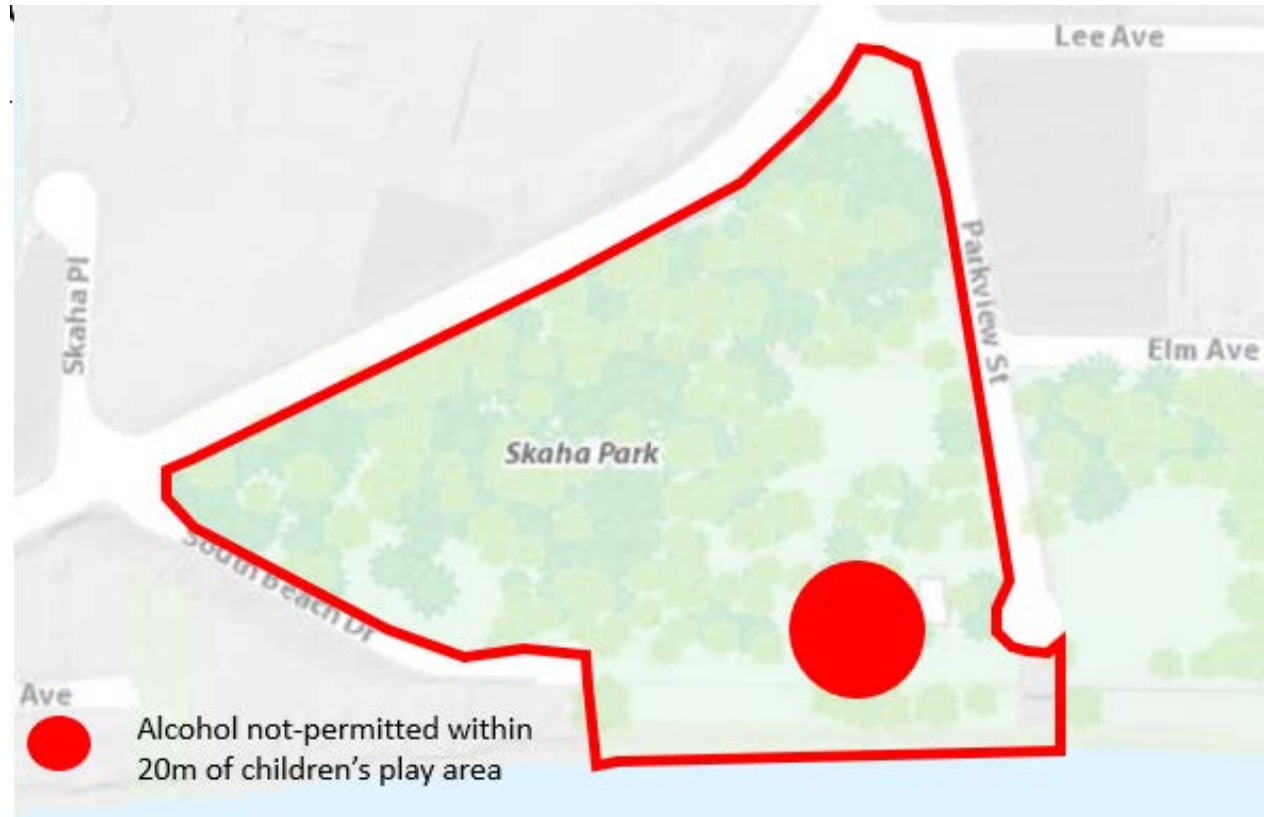 Lee Ave
Skaha Pl
Parkview St
Elm Ave
Skaha Park
South Beach Dr
Ave
Alcohol not-permitted within
20m of children's play area